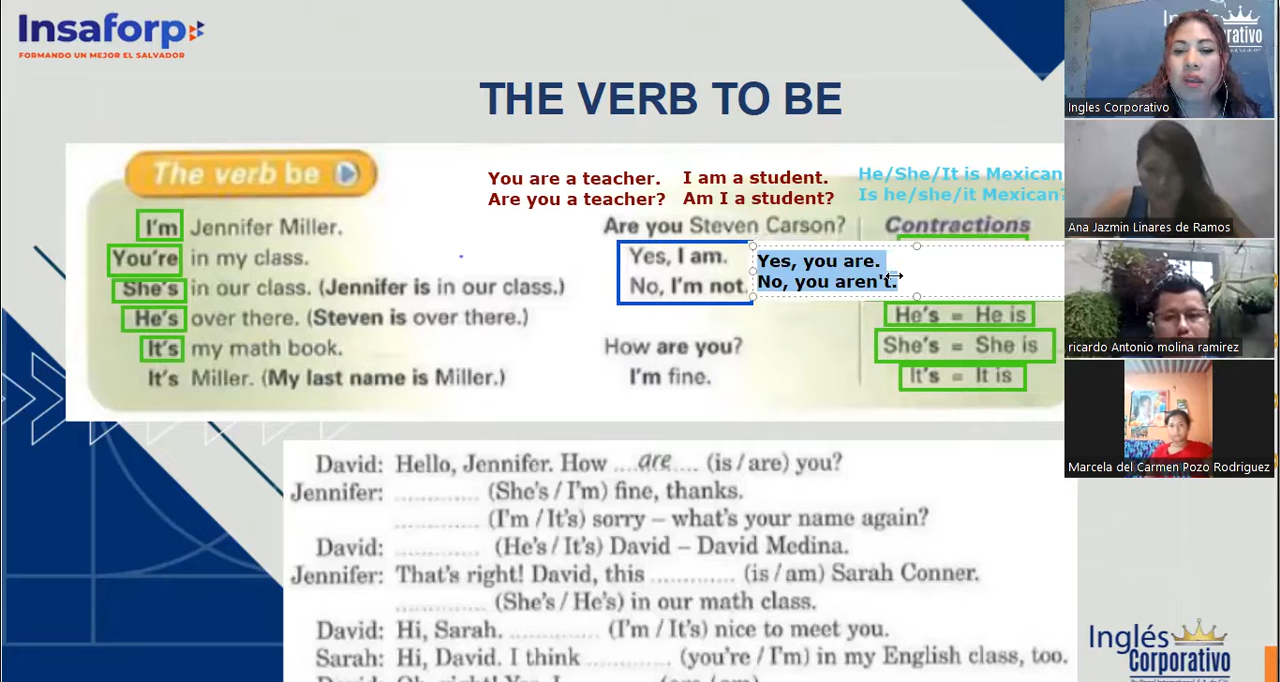 Insaforp
FORMANDO UN MEJOR EL SALVADOR
THE VERB TO BE
The verb be
You are a teacher.
Are you a teacher?
I am a student.
Am I a student?
He/She/It is Mexican
Is he/she/it Mexican?
I'm Jennifer Miller.
You're in my class.
She's in our class. (Jennifer is in our class.)
He's over there. (Steven is over there.)
It's my math book.
It's Miller. (My last name is Miller.)
Are you Steven Carson?
Yes, I am.
No, I'm not.
Yes, you are.
No, you aren't.
How are you?
I'm fine.
Contractions
He's = He is
She's = She is
It's = It is
David: Hello, Jennifer. How ....are.... (is / are) you?
Jennifer: ............ (She's / I'm) fine, thanks.
............ (I'm / It's) sorry – what's your name again?
David: ............ (He's / It's) David – David Medina.
Jennifer: That's right! David, this ............ (is / am) Sarah Conner.
............ (She's / He's) in our math class.
David: Hi, Sarah. ............ (I'm / It's) nice to meet you.
Sarah: Hi, David. I think ............ (you're / I'm) in my English class, too.
Ingles Corporativo
Ana Jazmin Linares de Ramos
ricardo Antonio molina ramirez
Marcela del Carmen Pozo Rodriguez
Inglés
Corporativo